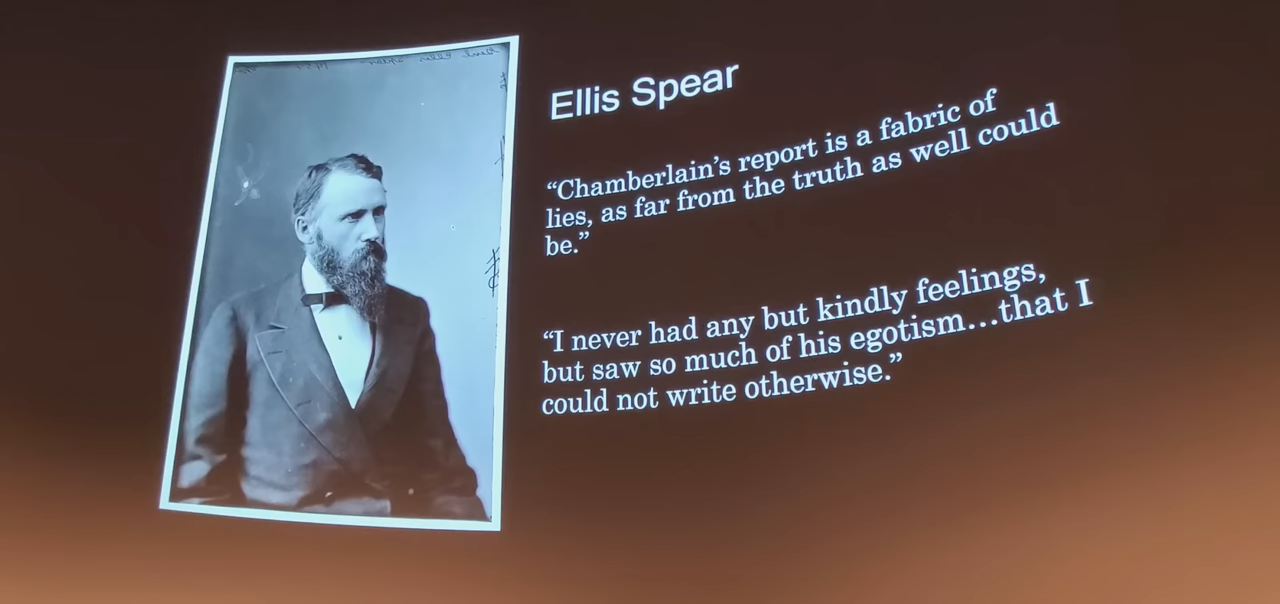 Ellis Spear
“Chamberlain’s report is a fabric of
lies, as far from the truth as well could
be.”
“I never had any but kindly feelings,
but saw so much of his egotism...that I
could not write otherwise.”